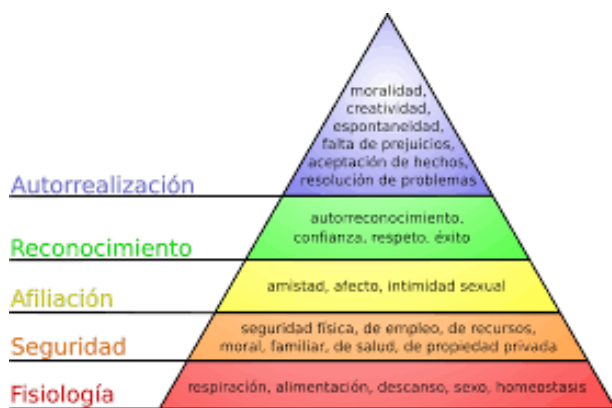 moralidad,
creatividad,
espontaneidad,
falta de prejuicios,
aceptación de hechos,
resolución de problemas
Autorrealización
autorreconocimiento,
confianza, respeto, éxito
Reconocimiento
amistad, afecto, intimidad sexual
Afiliación
seguridad física, de empleo, de recursos,
moral, familiar, de salud, de propiedad privada
Seguridad
respiración, alimentación, descanso, sexo, homeostasis
Fisiología